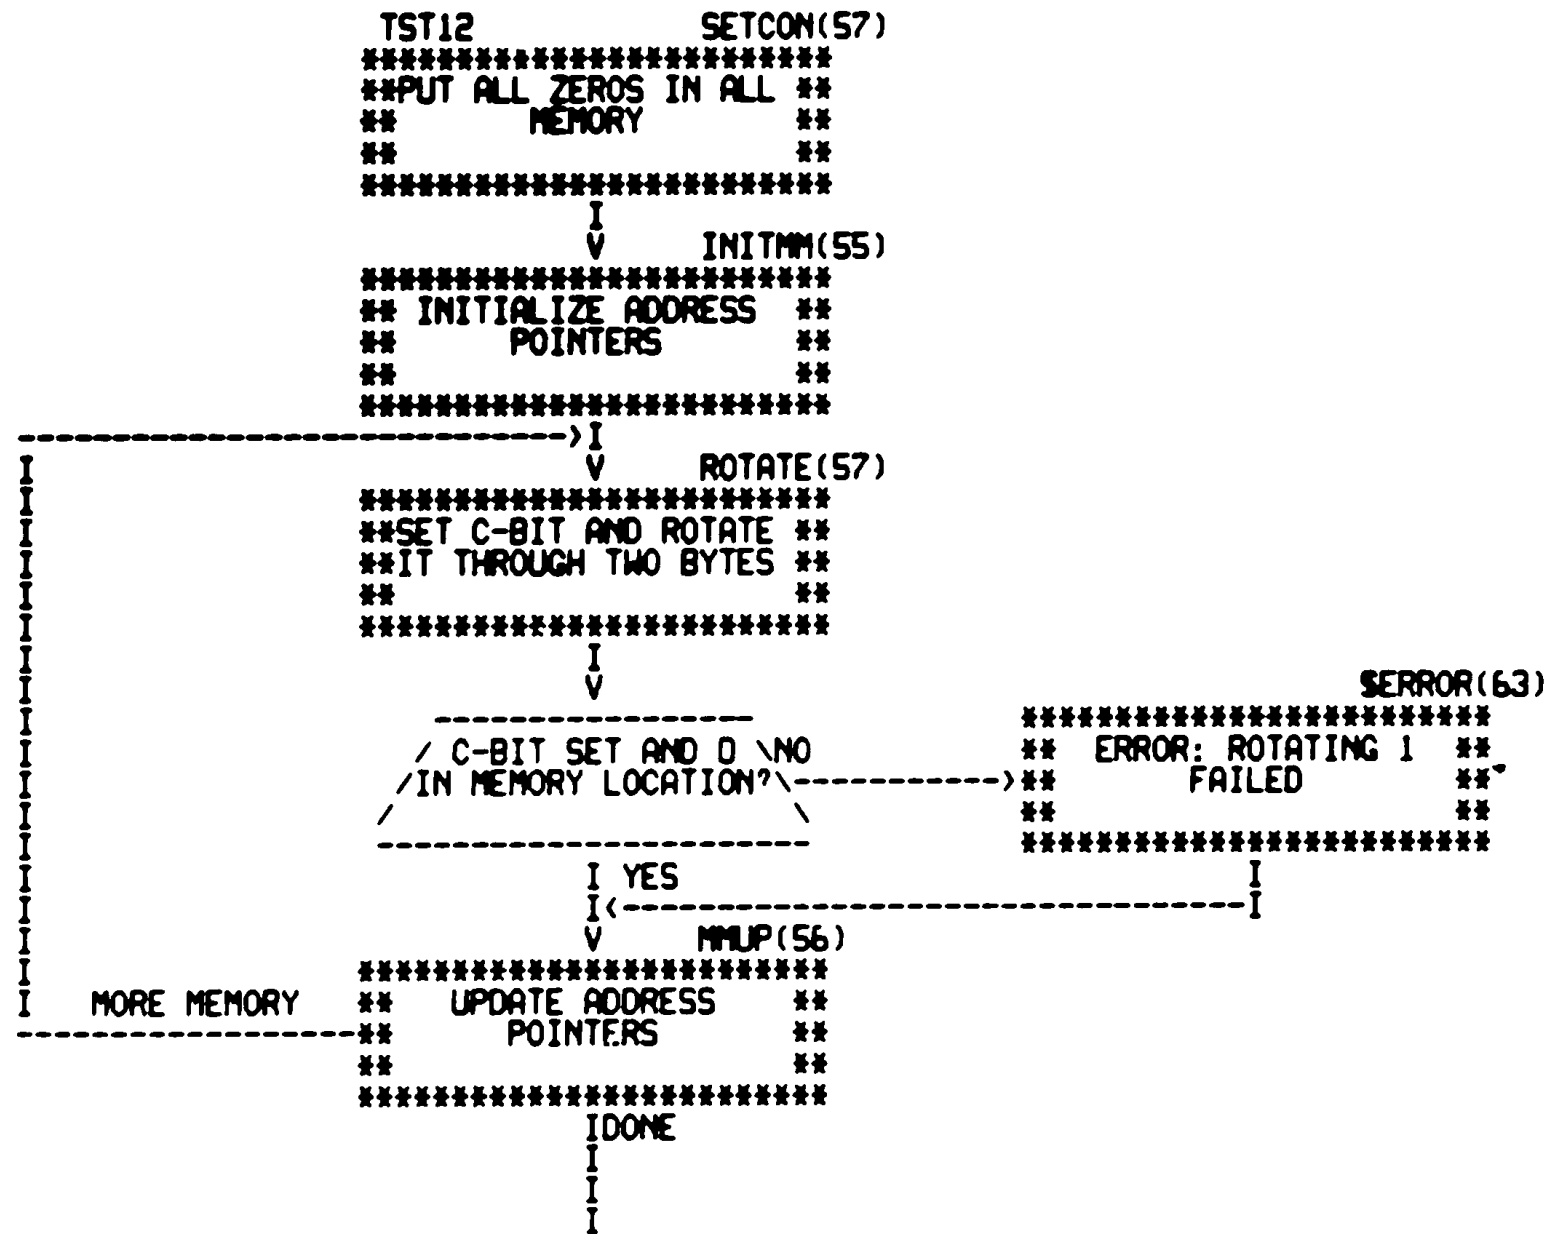 TST12 SETCON(57)
*************************
**PUT ALL ZEROS IN ALL **
** MEMORY **
** **
*************************
I
V INITMM(55)
*************************
** INITIALIZE ADDRESS **
** POINTERS **
** **
*************************
------------------------------>I
I V ROTATE(57)
I *************************
I **SET C-BIT AND ROTATE **
I **IT THROUGH TWO BYTES **
I ** **
I *************************
I I
I V $ERROR(63)
I ----------------- *************************
I / C-BIT SET AND 0 \NO ** ERROR: ROTATING 1 **
I /IN MEMORY LOCATION?\------------>** FAILED **
I / \ ** **
I ----------------------- *************************
I I YES I
I I<----------------------------------I
I V MMUP(56)
I *************************
I MORE MEMORY ** UPDATE ADDRESS **
------------------** POINTERS **
** **
*************************
IDONE
I
I
I